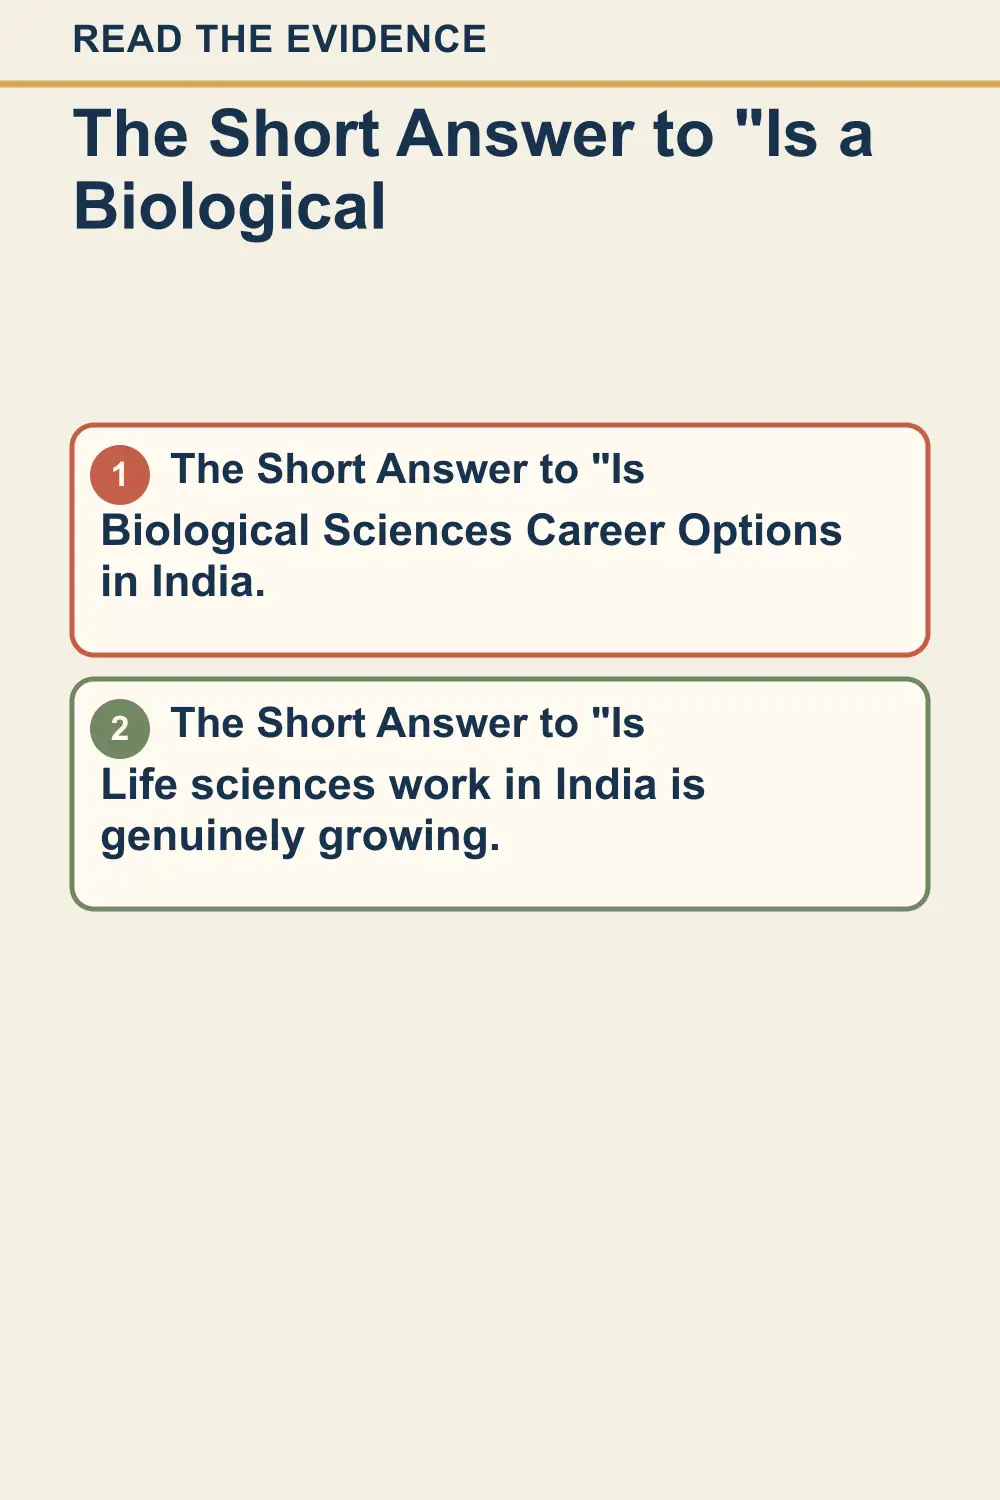 READ THE EVIDENCE
The Short Answer to "Is a
Biological
1 The Short Answer to "Is
Biological Sciences Career Options
in India.
2 The Short Answer to "Is
Life sciences work in India is
genuinely growing.